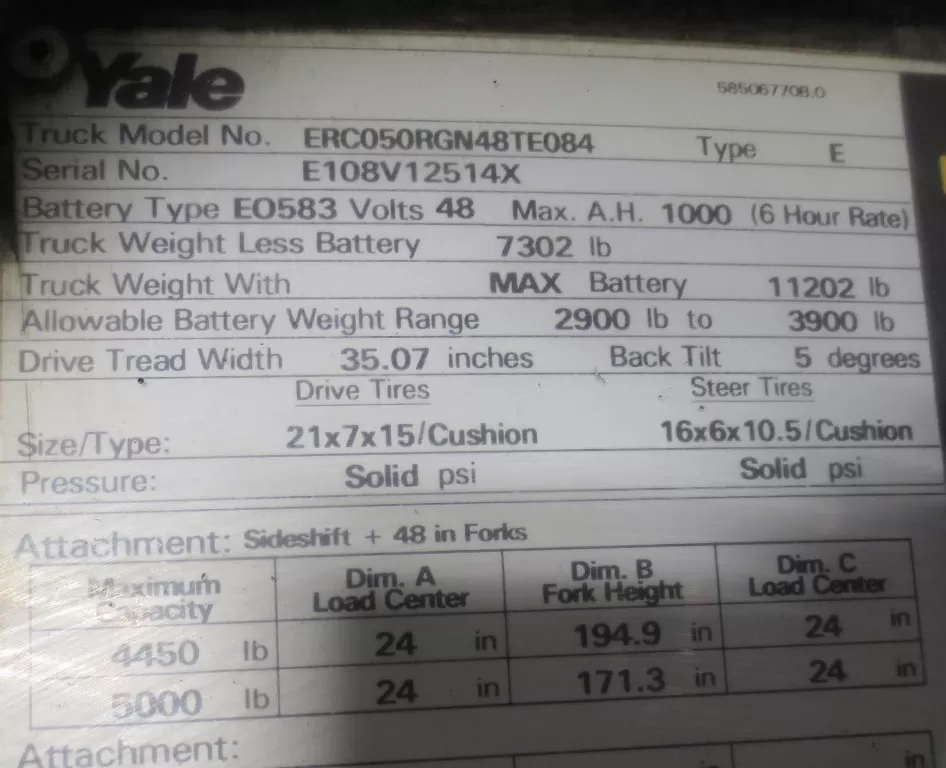 Yale
585067708.0
Truck Model No. ERC050RGN48TE084 Type E
Serial No. E108V12514X
Battery Type E0583 Volts 48 Max. A.H. 1000 (6 Hour Rate)
Truck Weight Less Battery 7302 lb
Truck Weight With MAX Battery 11202 lb
Allowable Battery Weight Range 2900 lb to 3900 lb
Drive Tread Width 35.07 inches Back Tilt 5 degrees
Drive Tires Steer Tires
Size/Type: 21x7x15/Cushion 16x6x10.5/Cushion
Pressure: Solid psi Solid psi
Attachment: Sideshift + 48 in Forks
Maximum Dim. A Dim. B Dim. C
Capacity Load Center Fork Height Load Center
4450 lb 24 in 194.9 in 24 in
5000 lb 24 in 171.3 in 24 in
Attachment:
in